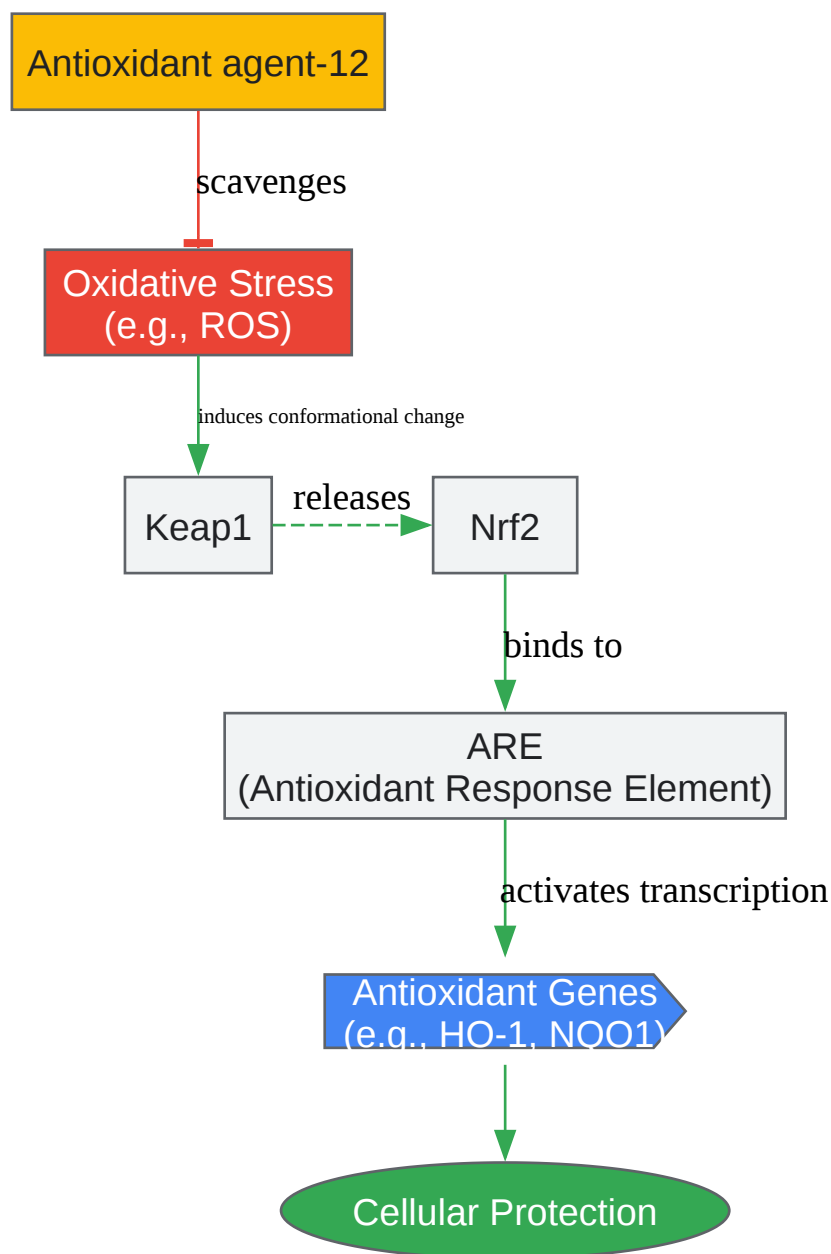 Antioxidant agent-12
scavenges
Oxidative Stress
(e.g., ROS)
induces conformational change
Keap1
releases
Nrf2
binds to
ARE
(Antioxidant Response Element)
activates transcription
Antioxidant Genes
(e.g., HO-1, NQO1)
Cellular Protection